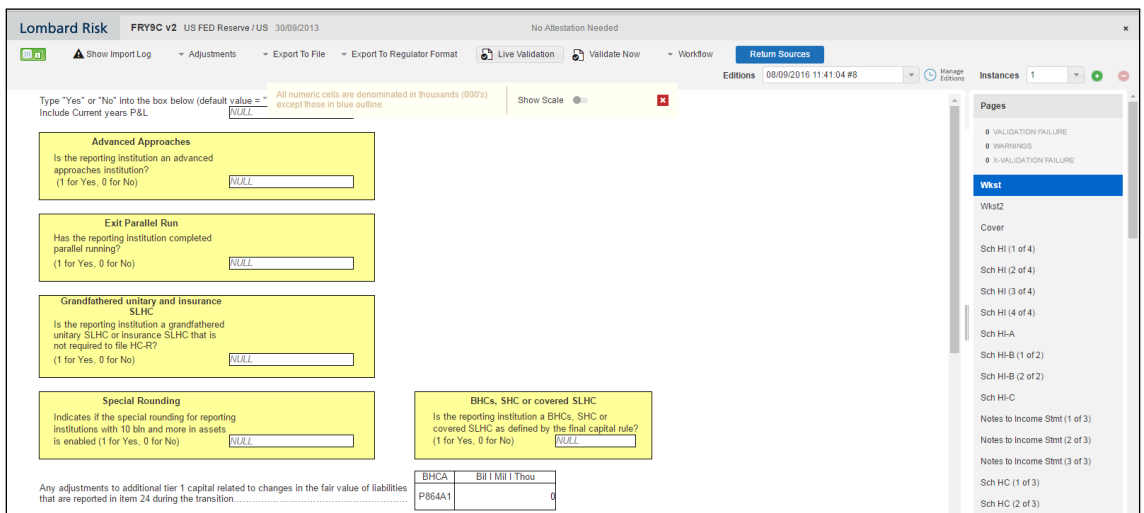 Lombard Risk FRY9C v2 US FED Reserve / US 30/09/2013 No Attestation Needed
Show Import Log Adjustments Export To File Export To Regulator Format Live Validation Validate Now Workflow Return Sources
Editions 08/09/2016 11:41:04 #8 Manage Editions Instances 1
Type "Yes" or "No" into the box below (default value = "
Include Current years P&L NULL
All numeric cells are denominated in thousands (000's)
except those in blue outline.
Show Scale
Advanced Approaches
Is the reporting institution an advanced
approaches institution?
(1 for Yes, 0 for No) NULL
Exit Parallel Run
Has the reporting institution completed
parallel running?
(1 for Yes, 0 for No) NULL
Grandfathered unitary and insurance
SLHC
Is the reporting institution a grandfathered
unitary SLHC or insurance SLHC that is
not required to file HC-R?
(1 for Yes, 0 for No) NULL
Special Rounding
Indicates if the special rounding for reporting
institutions with 10 bln and more in assets
is enabled (1 for Yes, 0 for No) NULL
BHCs, SHC or covered SLHC
Is the reporting institution a BHCs, SHC or
covered SLHC as defined by the final capital rule?
(1 for Yes, 0 for No) NULL
BHCA Bil I Mil I Thou
Any adjustments to additional tier 1 capital related to changes in the fair value of liabilities
that are reported in item 24 during the transition P864A1 0
Pages
0 VALIDATION FAILURE
0 WARNINGS
0 X-VALIDATION FAILURE
Wkst
Wkst2
Cover
Sch HI (1 of 4)
Sch HI (2 of 4)
Sch HI (3 of 4)
Sch HI (4 of 4)
Sch HI-A
Sch HI-B (1 of 2)
Sch HI-B (2 of 2)
Sch HI-C
Notes to Income Stmt (1 of 3)
Notes to Income Stmt (2 of 3)
Notes to Income Stmt (3 of 3)
Sch HC (1 of 3)
Sch HC (2 of 3)